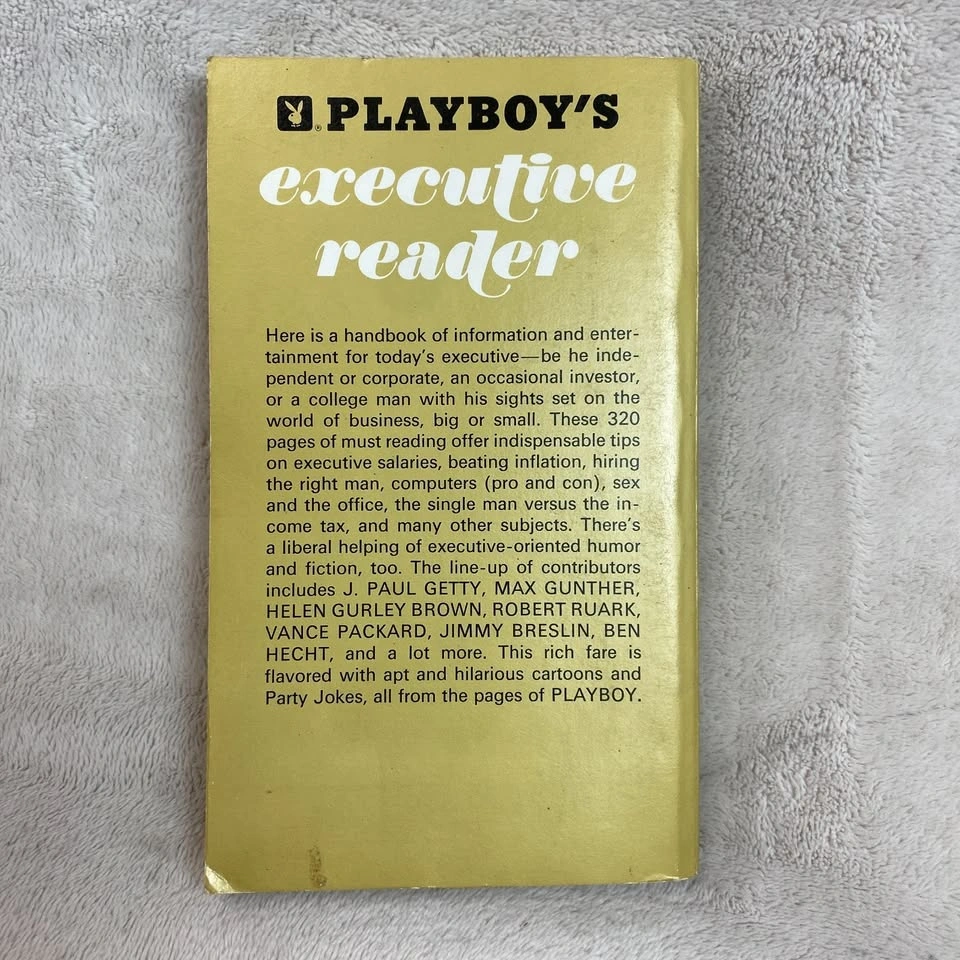 PLAYBOY'S
executive
reader
Here is a handbook of information and enter-
tainment for today's executive—be he inde-
pendent or corporate, an occasional investor,
or a college man with his sights set on the
world of business, big or small. These 320
pages of must reading offer indispensable tips
on executive salaries, beating inflation, hiring
the right man, computers (pro and con), sex
and the office, the single man versus the in-
come tax, and many other subjects. There's
a liberal helping of executive-oriented humor
and fiction, too. The line-up of contributors
includes J. PAUL GETTY, MAX GUNTHER,
HELEN GURLEY BROWN, ROBERT RUARK,
VANCE PACKARD, JIMMY BRESLIN, BEN
HECHT, and a lot more. This rich fare is
flavored with apt and hilarious cartoons and
Party Jokes, all from the pages of PLAYBOY.